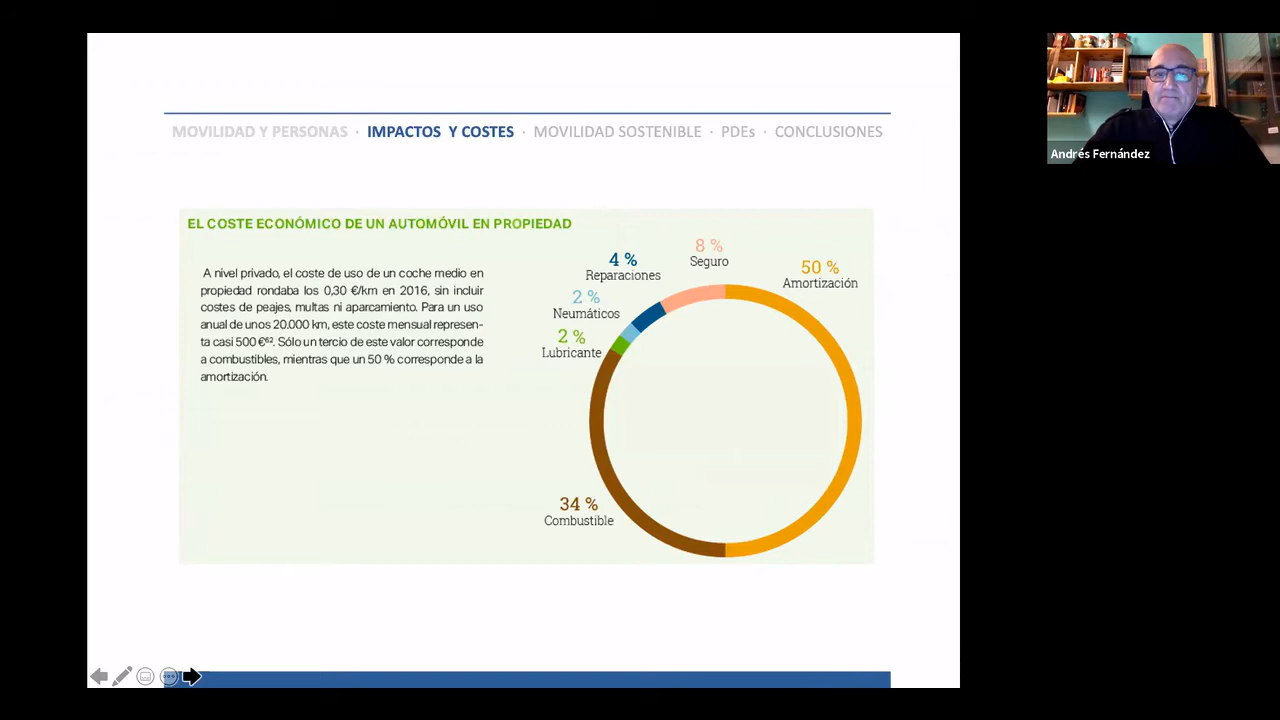 MOVILIDAD Y PERSONAS · IMPACTOS Y COSTES · MOVILIDAD SOSTENIBLE · PDEs · CONCLUSIONES
EL COSTE ECONÓMICO DE UN AUTOMÓVIL EN PROPIEDAD
A nivel privado, el coste de uso de un coche medio en
propiedad rondaba los 0,30 €/km en 2016, sin incluir
costes de peajes, multas ni aparcamiento. Para un uso
anual de unos 20.000 km, este coste mensual represen-
ta casi 500 €⁶². Sólo un tercio de este valor corresponde
a combustibles, mientras que un 50 % corresponde a la
amortización.
8 %
Seguro
4 %
Reparaciones
50 %
Amortización
2 %
Neumáticos
2 %
Lubricante
34 %
Combustible
Andrés Fernández